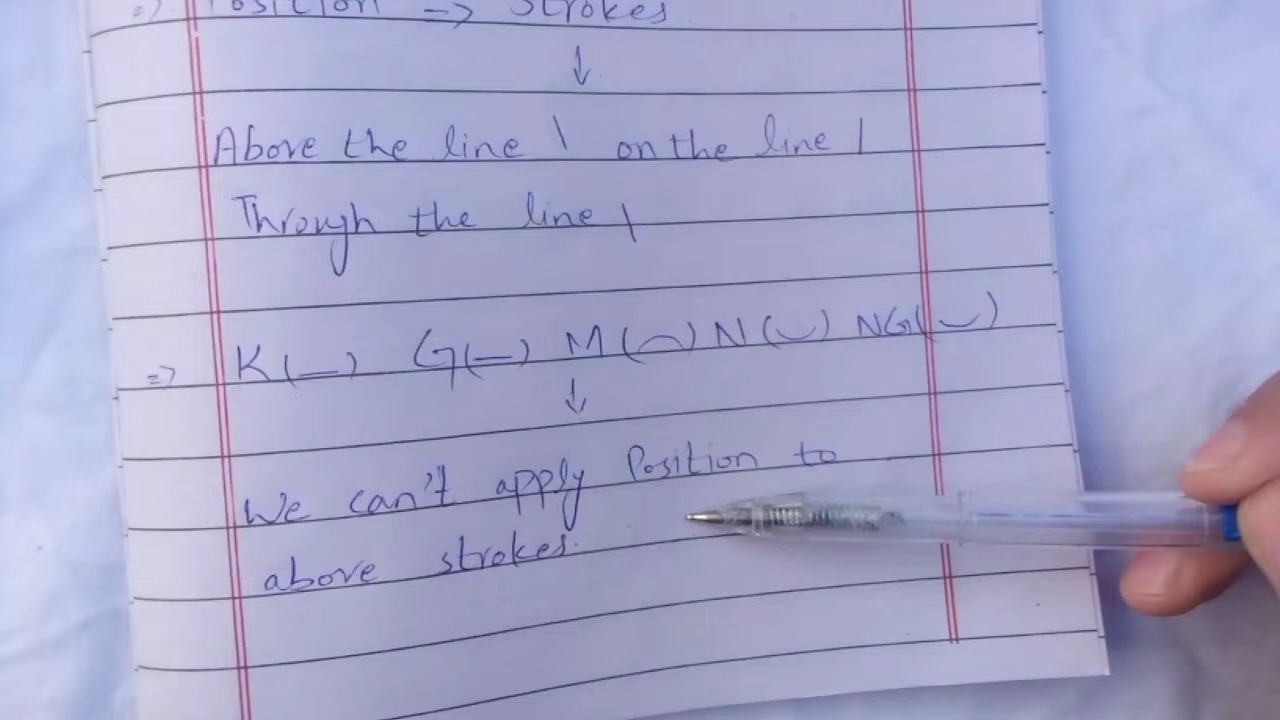 => Position -> Strokes
↓
Above the line \ on the line |
Through the line \
=> K (—) G (—) M (⌒) N (‿) NG (‿)
↓
We can't apply Position to
above strokes.